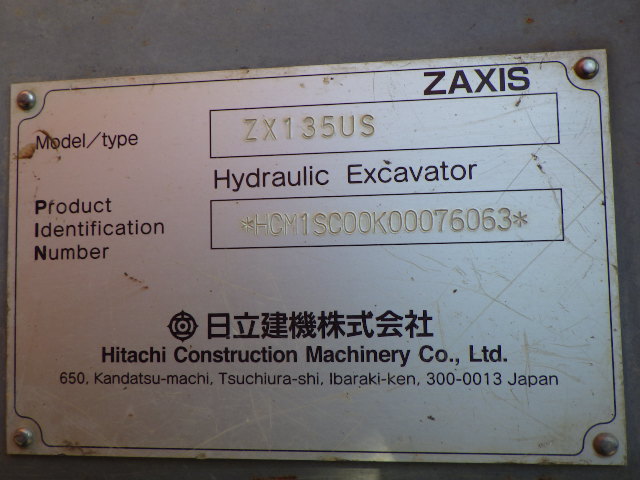 ZAXIS
Model/type
ZX135US
Hydraulic Excavator
Product
Identification
Number
*HCM1SC00K00076063*
日立建機株式会社
Hitachi Construction Machinery Co., Ltd.
650, Kandatsu-machi, Tsuchiura-shi, Ibaraki-ken, 300-0013 Japan